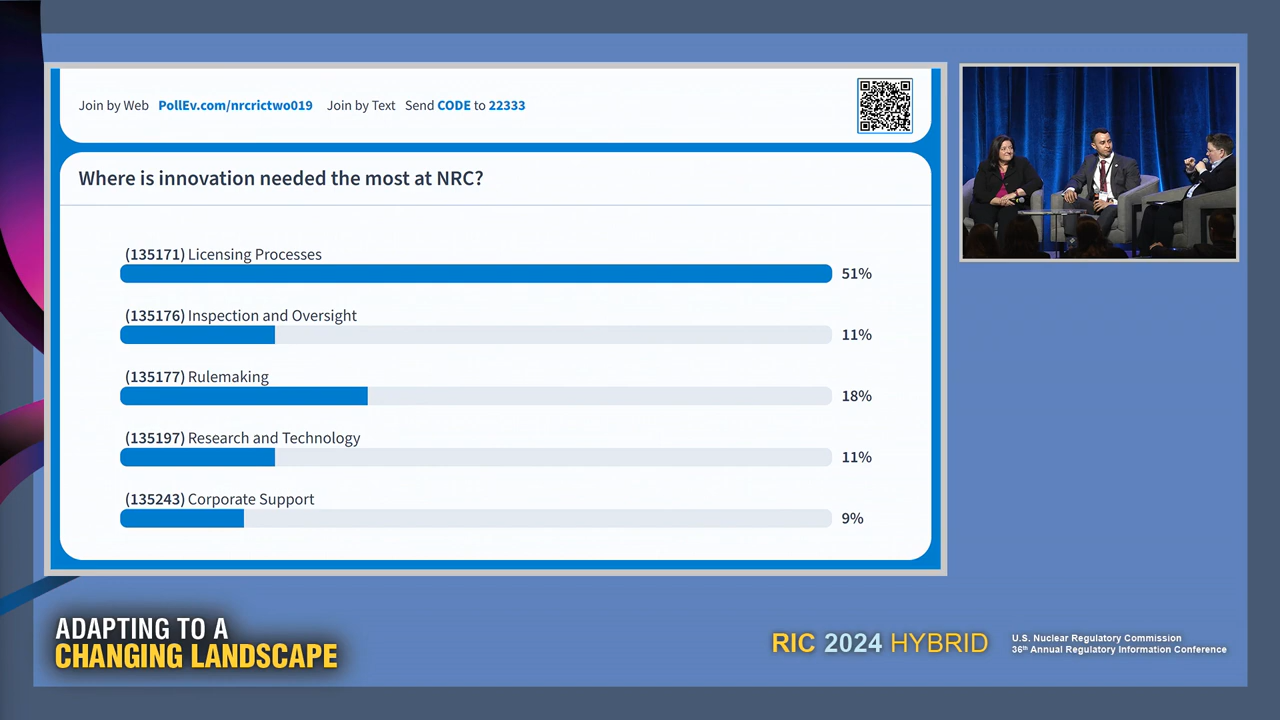 Join by Web PollEv.com/nrcrictwo019 Join by Text Send CODE to 22333
Where is innovation needed the most at NRC?
(135171) Licensing Processes
51%
(135176) Inspection and Oversight
11%
(135177) Rulemaking
18%
(135197) Research and Technology
11%
(135243) Corporate Support
9%
ADAPTING TO A
CHANGING LANDSCAPE
RIC 2024 HYBRID
U.S. Nuclear Regulatory Commission
36th Annual Regulatory Information Conference